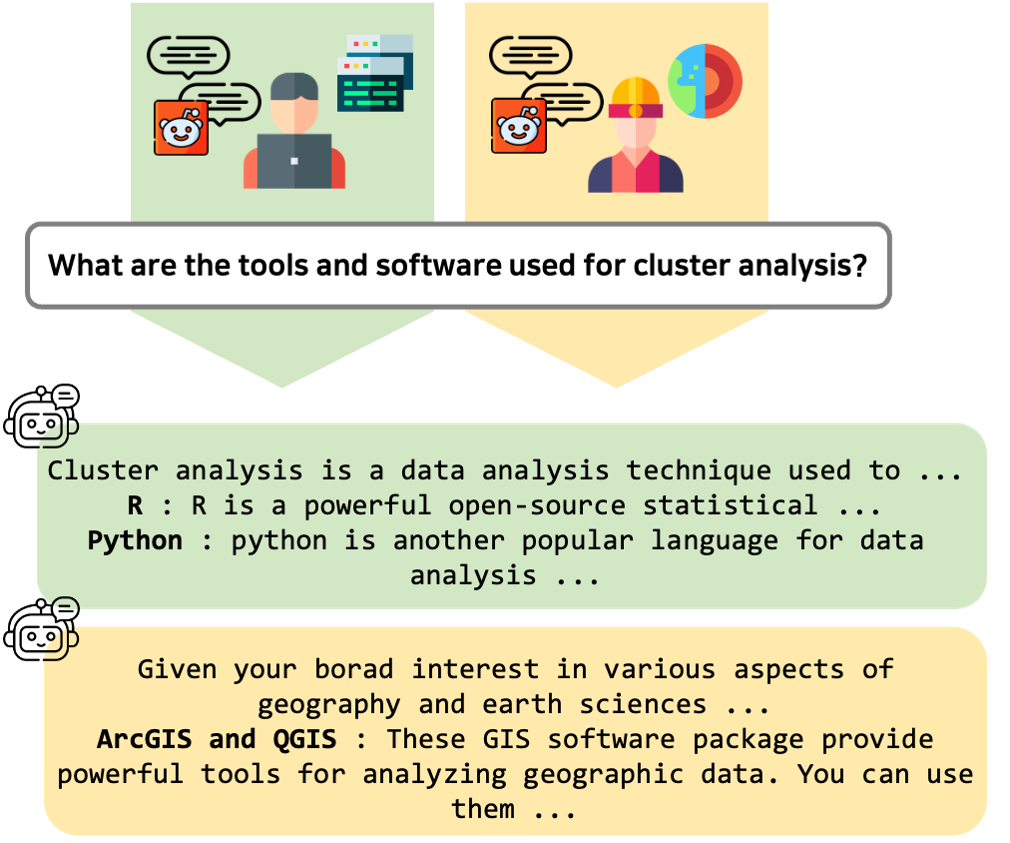 What are the tools and software used for cluster analysis?
Cluster analysis is a data analysis technique used to ...
R : R is a powerful open-source statistical ...
Python : python is another popular language for data
analysis ...
Given your borad interest in various aspects of
geography and earth sciences ...
ArcGIS and QGIS : These GIS software package provide
powerful tools for analyzing geographic data. You can use
them ...